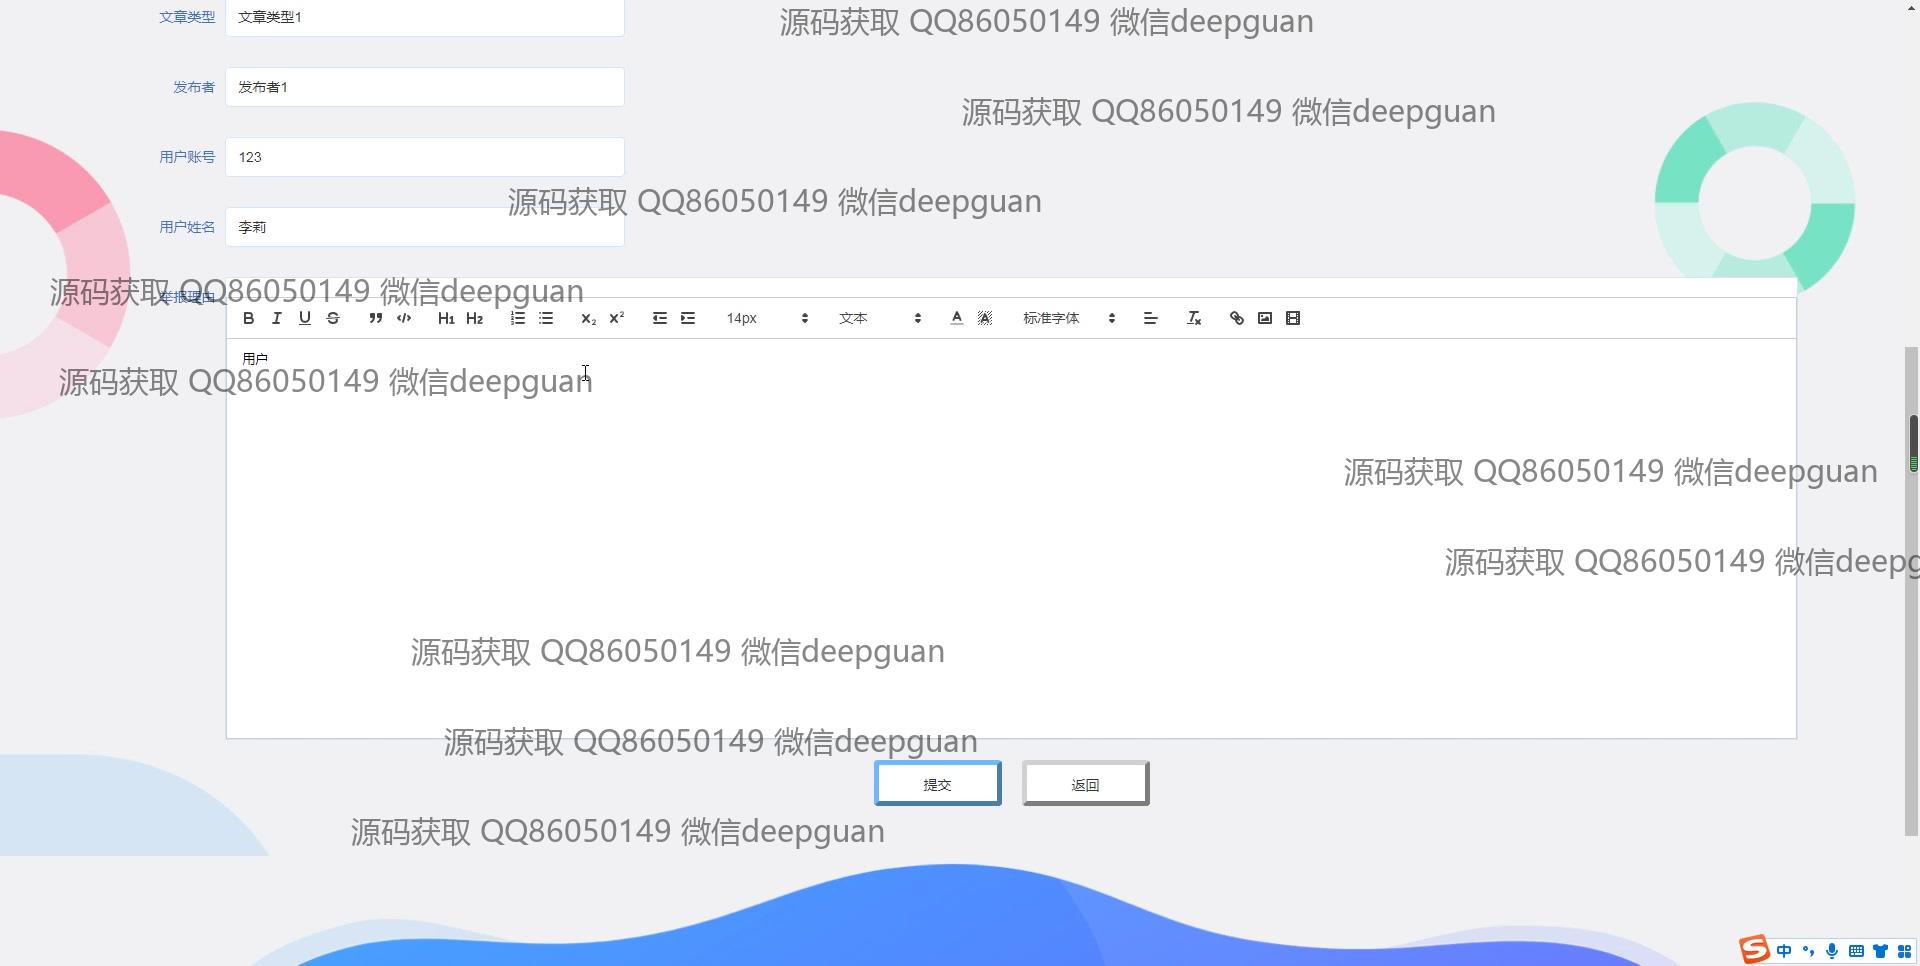 文章类型 文章类型1
源码获取 QQ86050149 微信deepguan
发布者 发布者1
源码获取 QQ86050149 微信deepguan
用户账号 123
源码获取 QQ86050149 微信deepguan
用户姓名 李莉
举报理由
源码获取 QQ86050149 微信deepguan
B I U S H1 H2 X2 X2 14px 文本 A A 标准字体 Tx
用户
源码获取 QQ86050149 微信deepguan
源码获取 QQ86050149 微信deepguan
源码获取 QQ86050149 微信deepg
源码获取 QQ86050149 微信deepguan
源码获取 QQ86050149 微信deepguan
提交 返回
源码获取 QQ86050149 微信deepguan
中